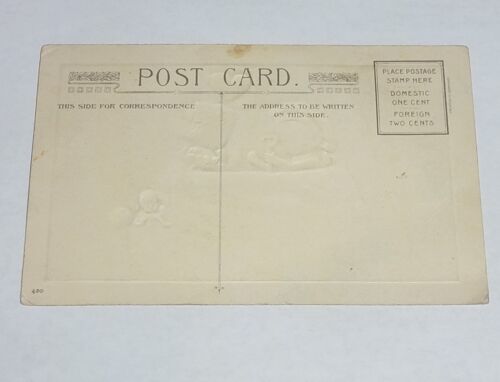 POST CARD.
THIS SIDE FOR CORRESPONDENCE
THE ADDRESS TO BE WRITTEN
ON THIS SIDE.
PLACE POSTAGE
STAMP HERE
DOMESTIC
ONE CENT
FOREIGN
TWO CENTS
420